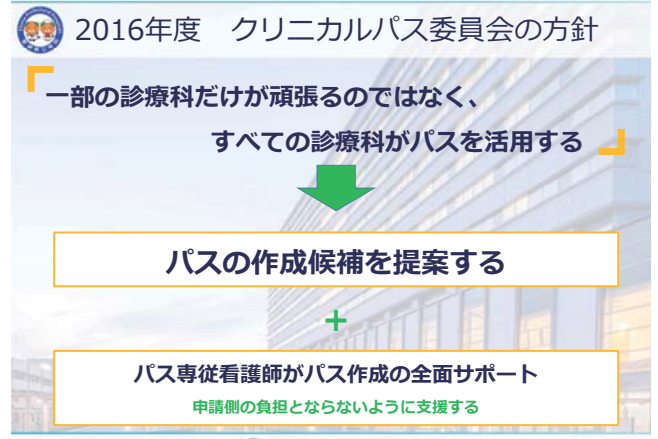 2016年度　クリニカルパス委員会の方針
「一部の診療科だけが頑張るのではなく、
すべての診療科がパスを活用する」
パスの作成候補を提案する
+
パス専従看護師がパス作成の全面サポート
申請側の負担とならないように支援する